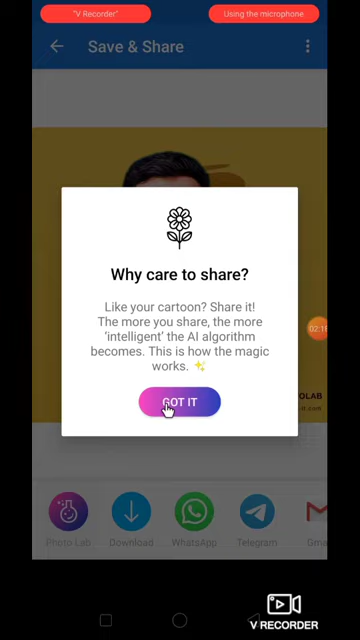 "V Recorder"
Using the microphone
Save & Share
Why care to share?
Like your cartoon? Share it!
The more you share, the more
'intelligent' the AI algorithm
becomes. This is how the magic
works. ✨
GOT IT
OLAB
Photo Lab
Download
WhatsApp
Telegram
Gma
V RECORDER